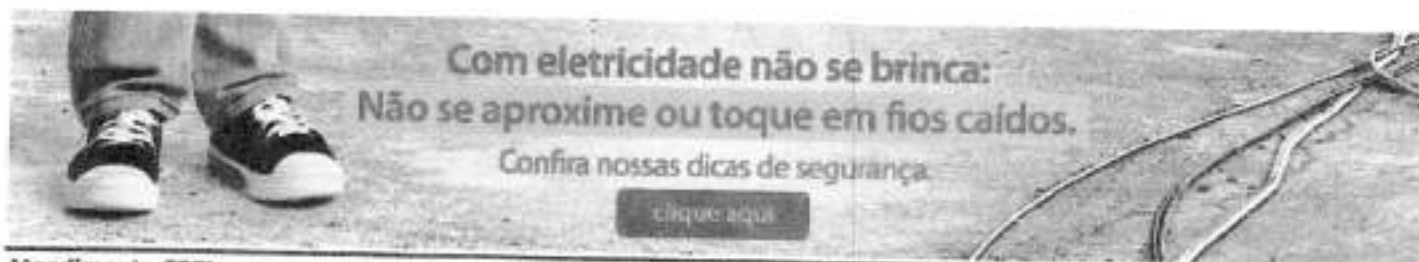 Com eletricidade não se brinca:
Não se aproxime ou toque em fios caídos.
Confira nossas dicas de segurança.
clique aqui